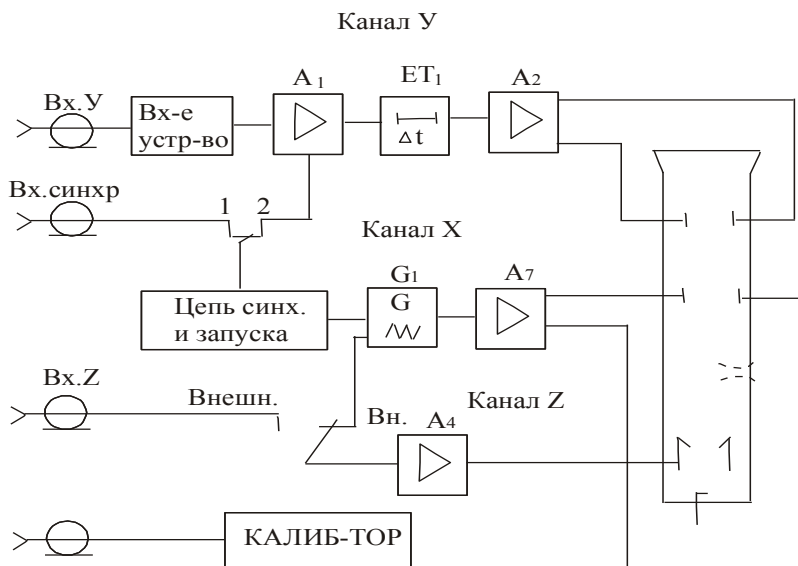 Канал У
Вх.У
Вх-е
устр-во
A 1
ET1
Δt
A2
Вх.синхр
1 2
Канал X
Цепь синх.
и запуска
G1
G
A7
Вх.Z
Внешн.
Вн.
A4
Канал Z
КАЛИБ-ТОР